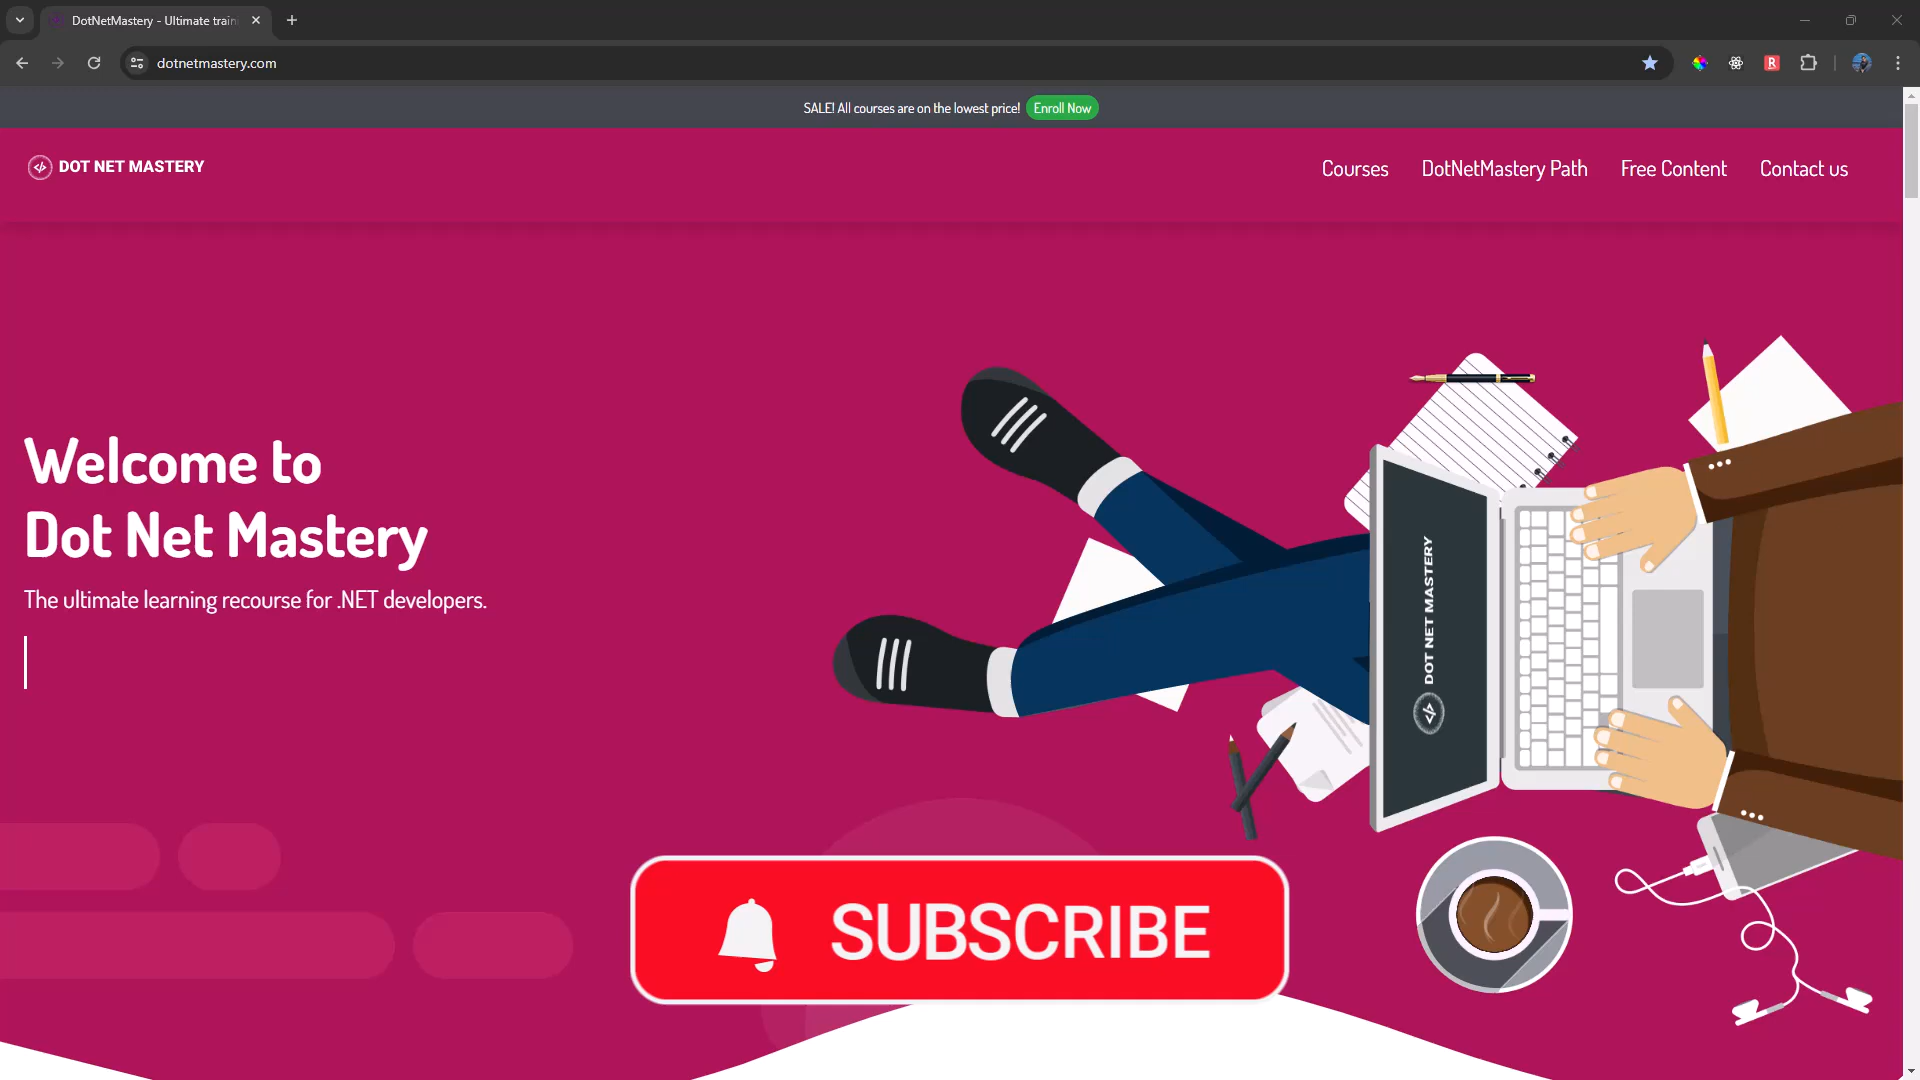 DotNetMastery - Ultimate train
dotnetmastery.com
R
SALE! All courses are on the lowest price! Enroll Now
DOT NET MASTERY
Courses DotNetMastery Path Free Content Contact us
Welcome to
Dot Net Mastery
The ultimate learning recourse for .NET developers.
DOT NET MASTERY
SUBSCRIBE